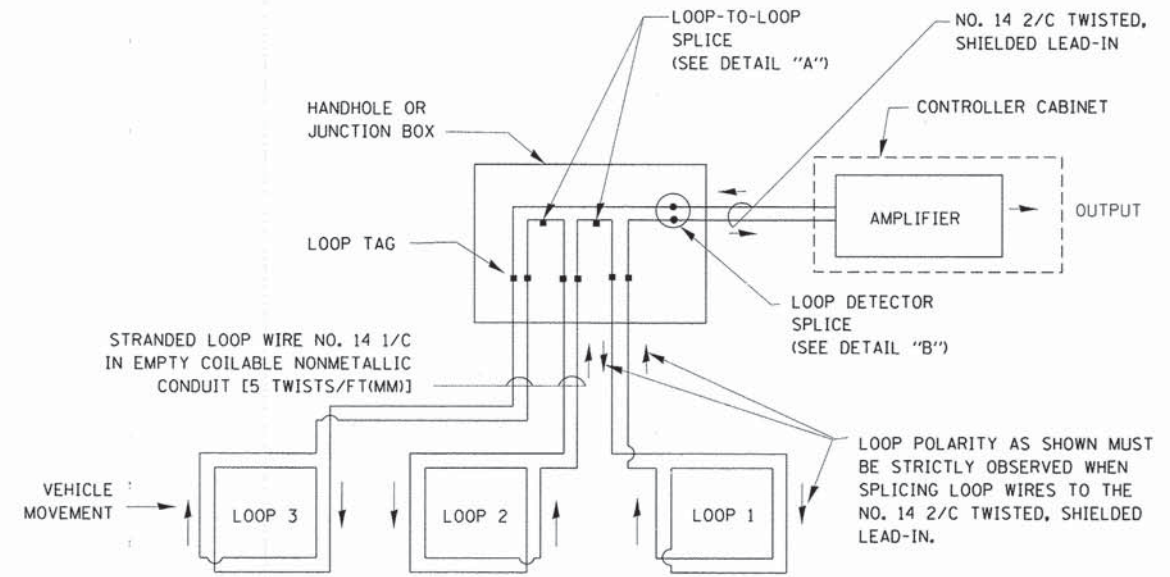 LOOP-TO-LOOP
SPLICE
(SEE DETAIL "A")
NO. 14 2/C TWISTED,
SHIELDED LEAD-IN
HANDHOLE OR
JUNCTION BOX
CONTROLLER CABINET
AMPLIFIER
OUTPUT
LOOP TAG
LOOP DETECTOR
SPLICE
(SEE DETAIL "B")
STRANDED LOOP WIRE NO. 14 1/C
IN EMPTY COILABLE NONMETALLIC
CONDUIT [5 TWISTS/FT(MM)]
LOOP POLARITY AS SHOWN MUST
BE STRICTLY OBSERVED WHEN
SPLICING LOOP WIRES TO THE
NO. 14 2/C TWISTED, SHIELDED
LEAD-IN.
VEHICLE
MOVEMENT
LOOP 3
LOOP 2
LOOP 1